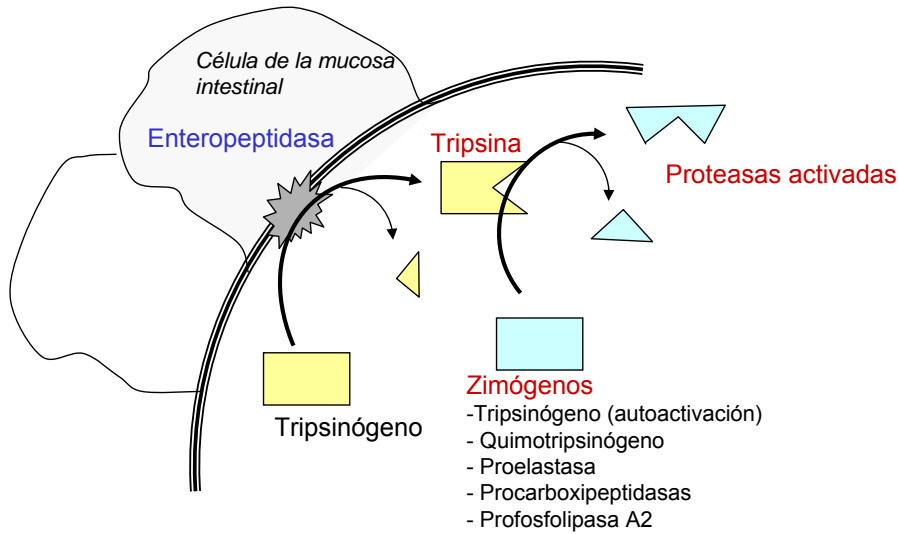 Célula de la mucosa
intestinal
Enteropeptidasa
Tripsina
Proteasas activadas
Tripsinógeno
Zimógenos
-Tripsinógeno (autoactivación)
- Quimotripsinógeno
- Proelastasa
- Procarboxipeptidasas
- Profosfolipasa A2